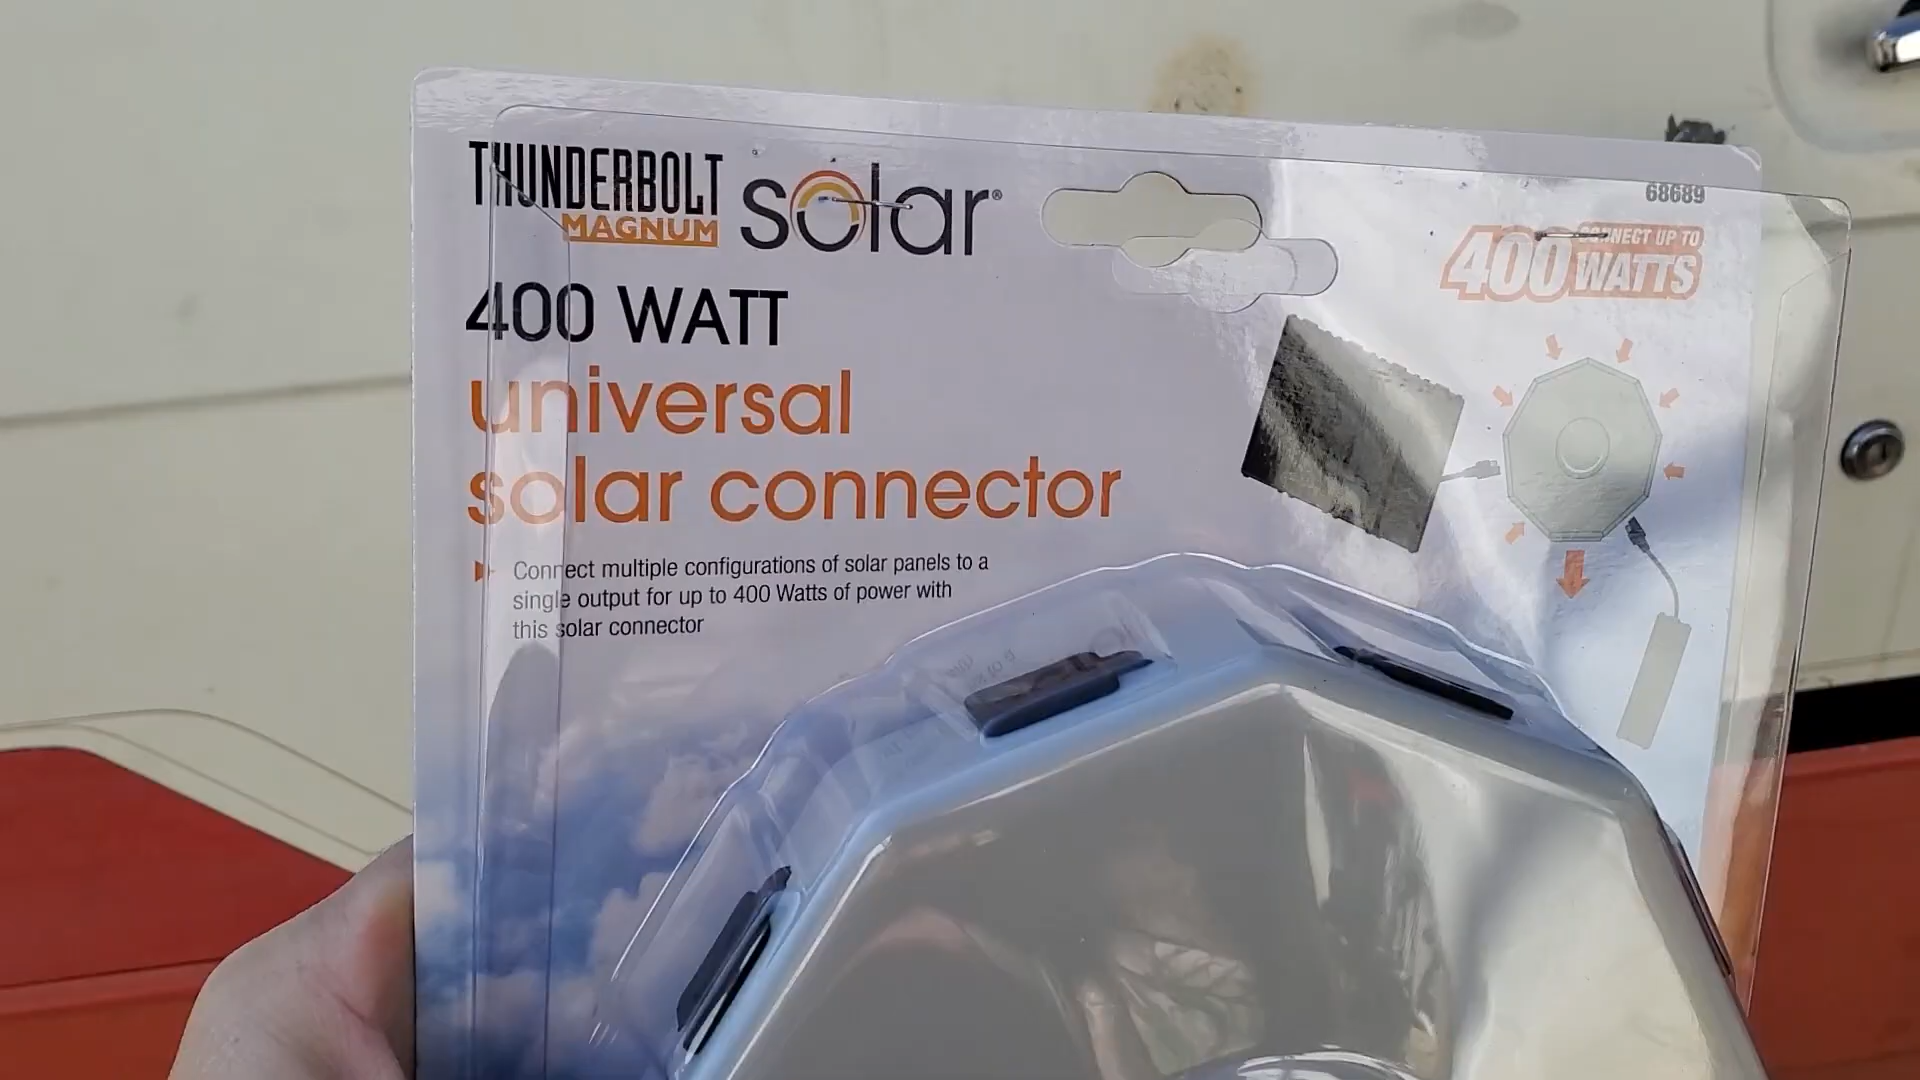 THUNDERBOLT
MAGNUM
solar®
68689
CONNECT UP TO
400 WATTS
400 WATT
universal
solar connector
Connect multiple configurations of solar panels to a
single output for up to 400 Watts of power with
this solar connector